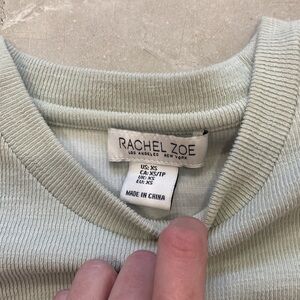 RACHEL ZOE
LOS ANGELES NEW YORK
US: XS
CA: XS/TP
UK: XS
EU: XS
MADE IN CHINA